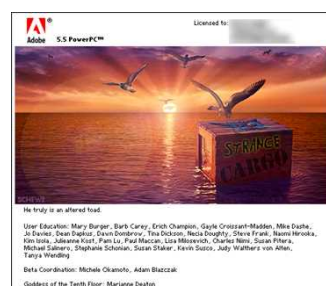 Licensed to:
Adobe
5.5 PowerPC™
STRANGE
CARGO
He truly is an altered toad.
User Education: Mary Burger, Barb Carey, Erich Champion, Gayle Croissant-Madden, Mike Dashe,
Jo Davies, Dean Dapkus, Dawn Dombrow, Tina Dickson, Necia Doughty, Steve Frank, Naomi Hirooka,
Kim Isola, Julieanne Kost, Pam Lu, Paul Maccan, Lisa Milosevich, Charles Nimi, Susan Pitera,
Michael Salinero, Stephanie Schonian, Susan Staker, Kevin Susco, Judy Walthers von Alten,
Tanya Wendling
Beta Coordination: Michele Okamoto, Adam Blazczak
Goddess of the Tenth Floor: Marianne Deaton